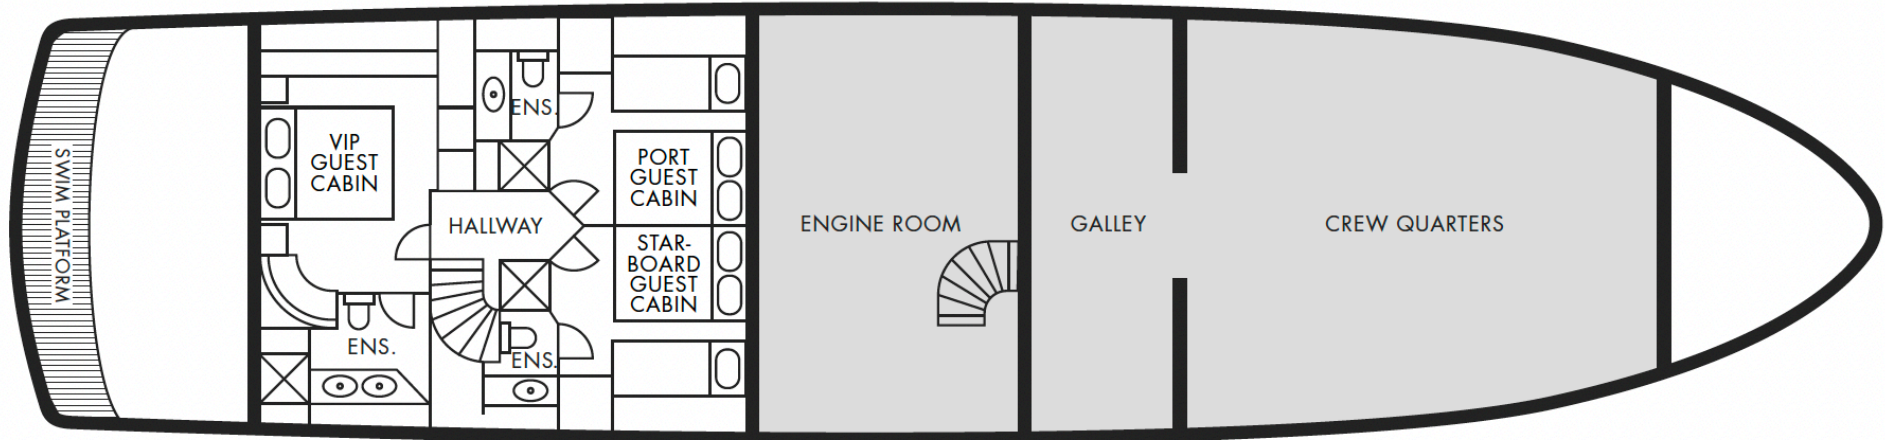 SWIM PLATFORM
VIP
GUEST
CABIN
ENS.
HALLWAY
ENS.
ENS.
PORT
GUEST
CABIN
STAR-
BOARD
GUEST
CABIN
ENGINE ROOM
GALLEY
CREW QUARTERS